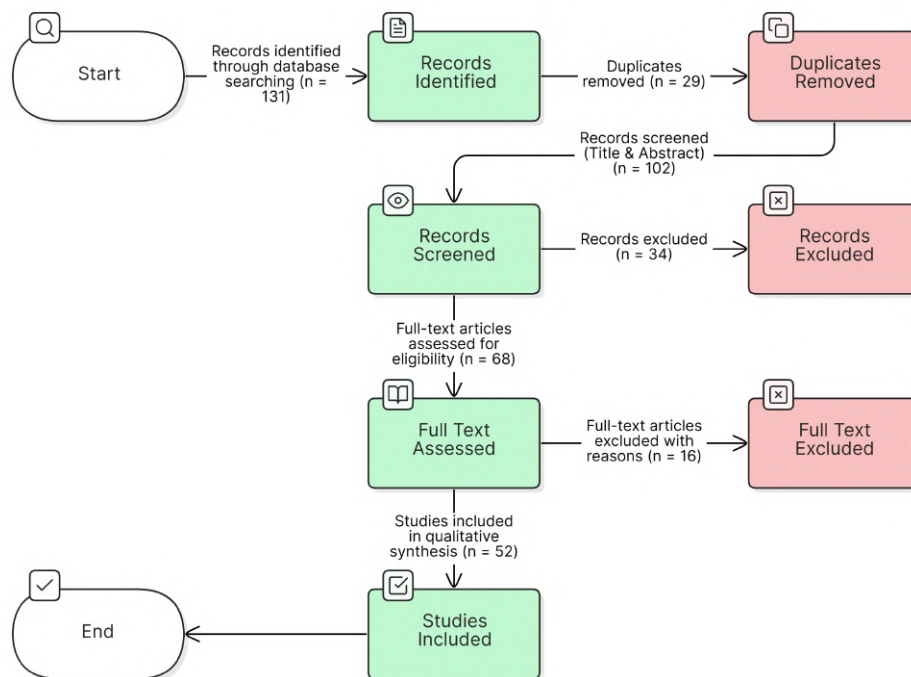 Start
Records identified
through database
searching (n =
131)
Records
Identified
Duplicates
removed (n = 29)
Duplicates
Removed
Records screened
(Title & Abstract)
(n = 102)
Records
Screened
Records excluded
(n = 34)
Records
Excluded
Full-text articles
assessed for
eligibility (n = 68)
Full Text
Assessed
Full-text articles
excluded with
reasons (n = 16)
Full Text
Excluded
Studies included
in qualitative
synthesis (n = 52)
End
Studies
Included